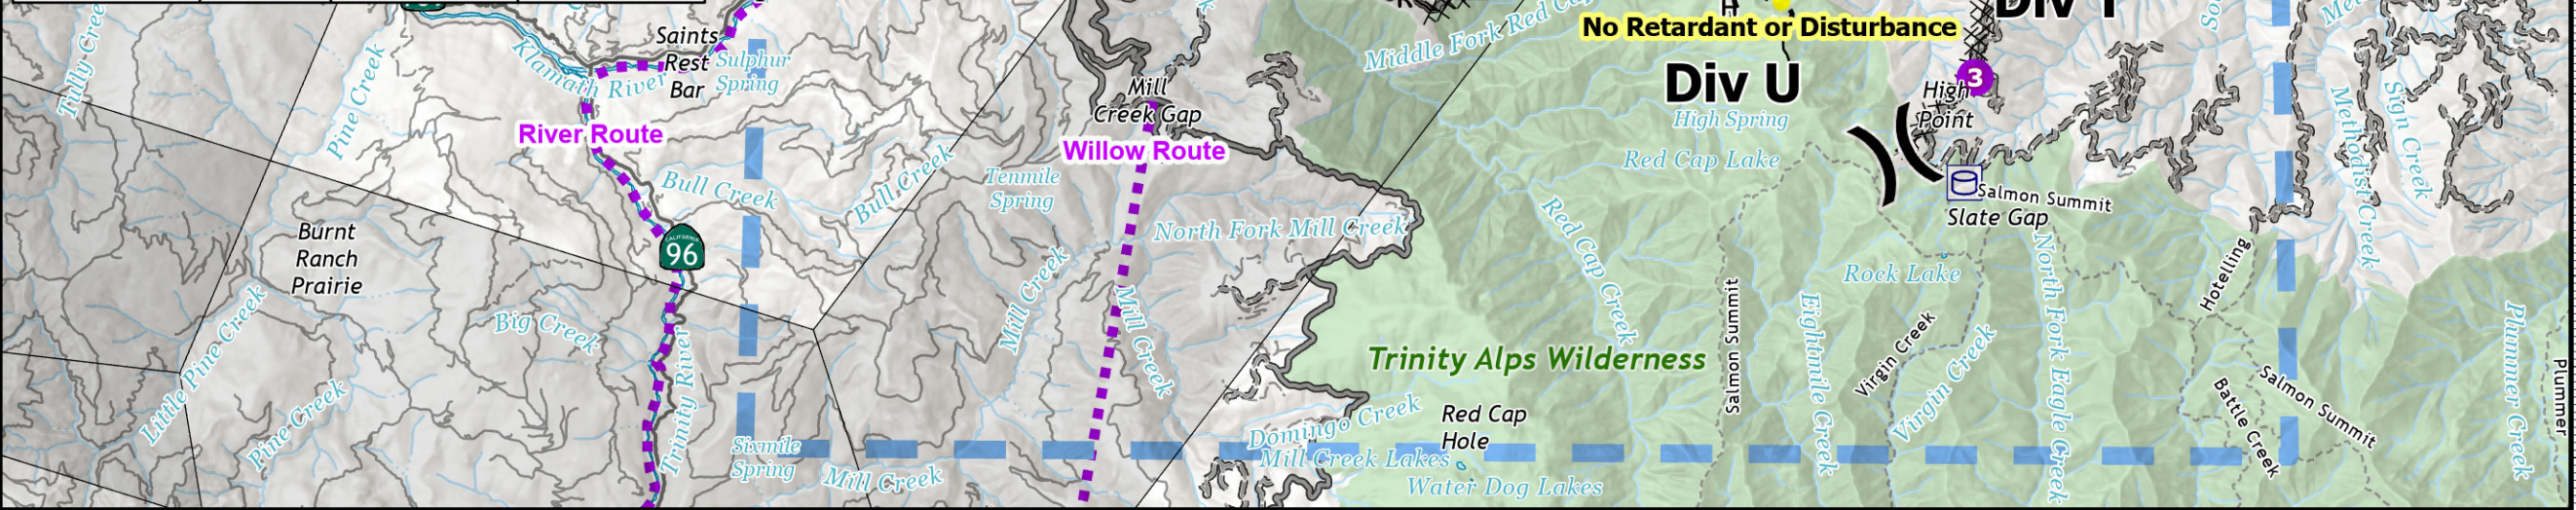 Tully Cree
Pine Creek
Klamath River
Saints
Rest
Bar
Sulphur
Spring
River Route
Bull Creek
Bull Creek
CALIFORNIA
96
Burnt
Ranch
Prairie
Big Creek
Little Pine Creek
Pine Creek
Trinity River
Sixmile
Spring
Mill Creek
Mill
Creek Gap
Willow Route
Tenmile
Spring
North Fork Mill Creek
Mill Creek
Mill Creek
Middle Fork Red Cap
H
No Retardant or Disturbance
Div U
High Spring
Red Cap Lake
Red Cap Creek
Trinity Alps Wilderness
Domingo Creek
Red Cap
Hole
Mill Creek Lakes
Water Dog Lakes
Salmon Summit
Eightmile Creek
Virgin Creek
Virgin Creek
Rock Lake
3
High
Point
Salmon Summit
Slate Gap
North Fork Eagle Creek
Hotelling
Battle Creek
Salmon Summit
Methodist Creek
Sign Creek
Plummer Creek
Plummer